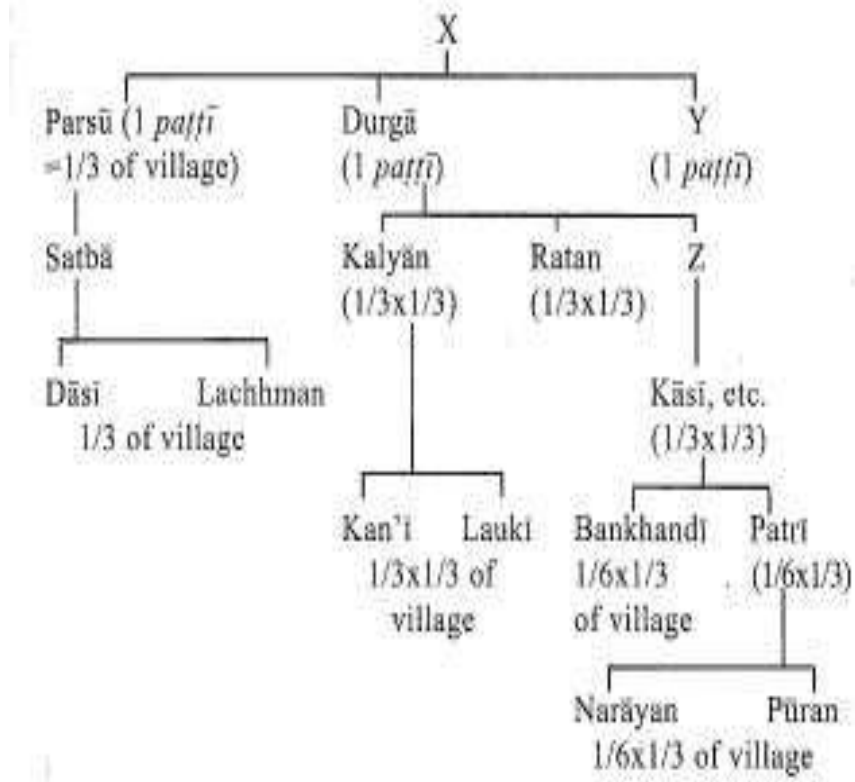 X
Parsū (1 paṭṭī Durgā Y
=1/3 of village) (1 paṭṭī) (1 paṭṭī)
Satbā Kalyān Ratan Z
(1/3x1/3) (1/3x1/3)
Dāsī Lachhman Kāsī, etc.
1/3 of village (1/3x1/3)
Kan'i Lauki Bankhandī Patrī
1/3x1/3 of 1/6x1/3 (1/6x1/3)
village of village
Narāyan Pūran
1/6x1/3 of village